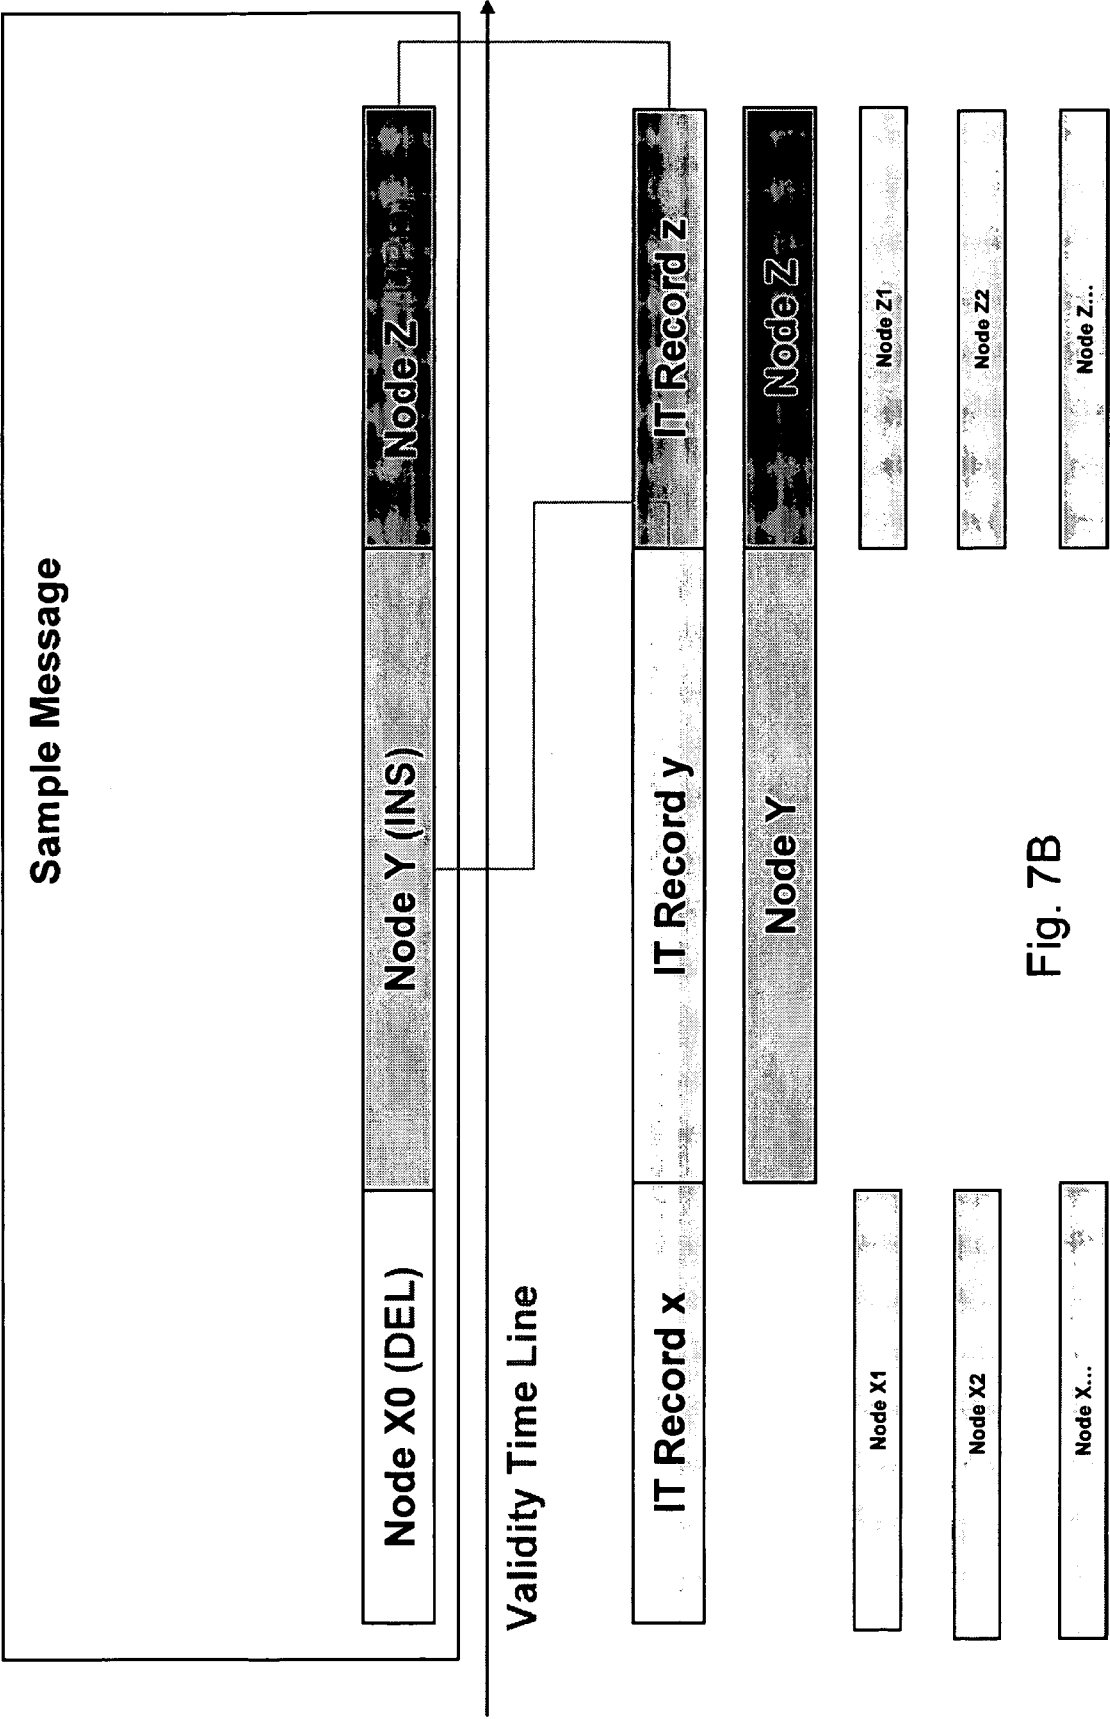 Sample Message
Node X0 (DEL)
Node Y (INS)
Node Z
Validity Time Line
IT Record x
IT Record y
IT Record z
Node Y
Node Z
Node X1
Node Z1
Node X2
Node Z2
Node X...
Node Z...
Fig. 7B